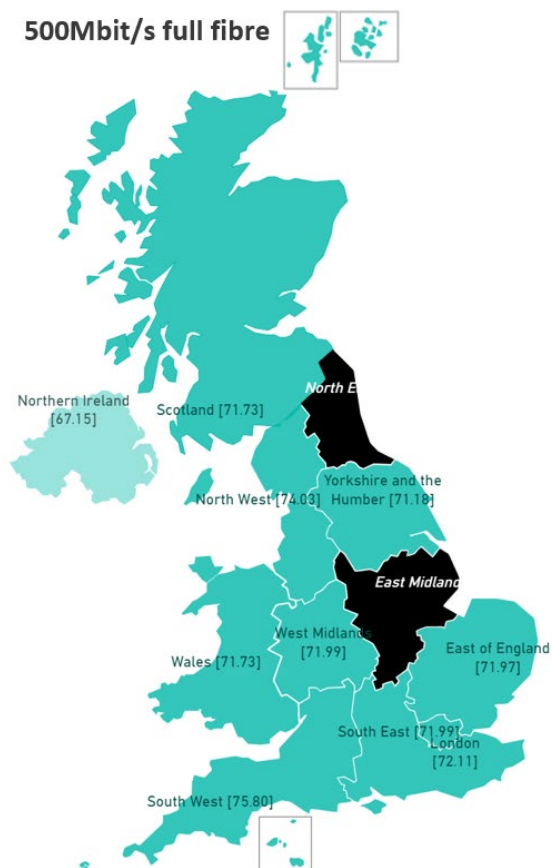 500Mbit/s full fibre
North E
Northern Ireland
[67.15]
Scotland [71.73]
Yorkshire and the
Humber [71.18]
North West [74.03]
East Midland
West Midlands
[71.99]
East of England
[71.97]
Wales [71.73]
South East [71.99]
London
[72.11]
South West [75.80]